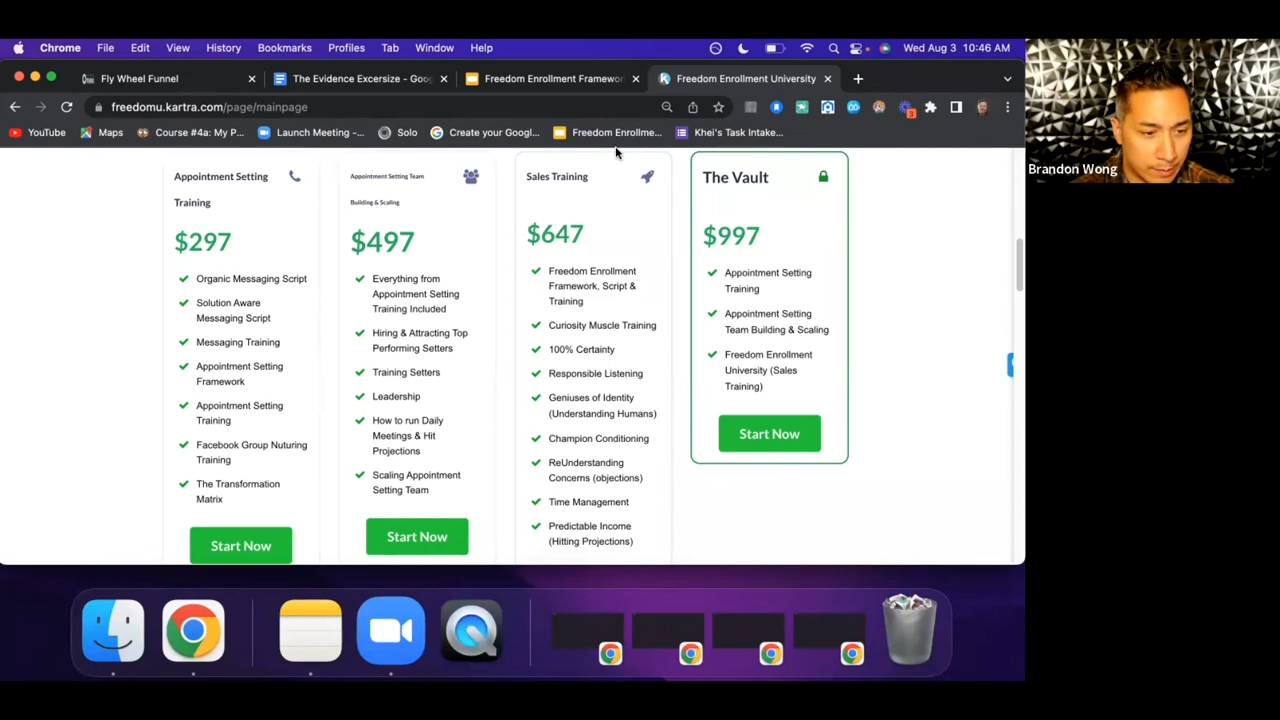 Chrome File Edit View History Bookmarks Profiles Tab Window Help Wed Aug 3 10:46 AM
Fly Wheel Funnel The Evidence Excersize - Goo Freedom Enrollment Framewor Freedom Enrollment University
freedomu.kartra.com/page/mainpage
YouTube Maps Course #4a: My P... Launch Meeting -... Solo Create your Googl... Freedom Enrollme... Khei's Task Intake...
3
Brandon Wong
Appointment Setting
Training
$297
Organic Messaging Script
Solution Aware
Messaging Script
Messaging Training
Appointment Setting
Framework
Appointment Setting
Training
Facebook Group Nuturing
Training
The Transformation
Matrix
Start Now
Appointment Setting Team
Building & Scaling
$497
Everything from
Appointment Setting
Training Included
Hiring & Attracting Top
Performing Setters
Training Setters
Leadership
How to run Daily
Meetings & Hit
Projections
Scaling Appointment
Setting Team
Start Now
Sales Training
$647
Freedom Enrollment
Framework, Script &
Training
Curiosity Muscle Training
100% Certainty
Responsible Listening
Geniuses of Identity
(Understanding Humans)
Champion Conditioning
ReUnderstanding
Concerns (objections)
Time Management
Predictable Income
(Hitting Projections)
The Vault
$997
Appointment Setting
Training
Appointment Setting
Team Building & Scaling
Freedom Enrollment
University (Sales
Training)
Start Now